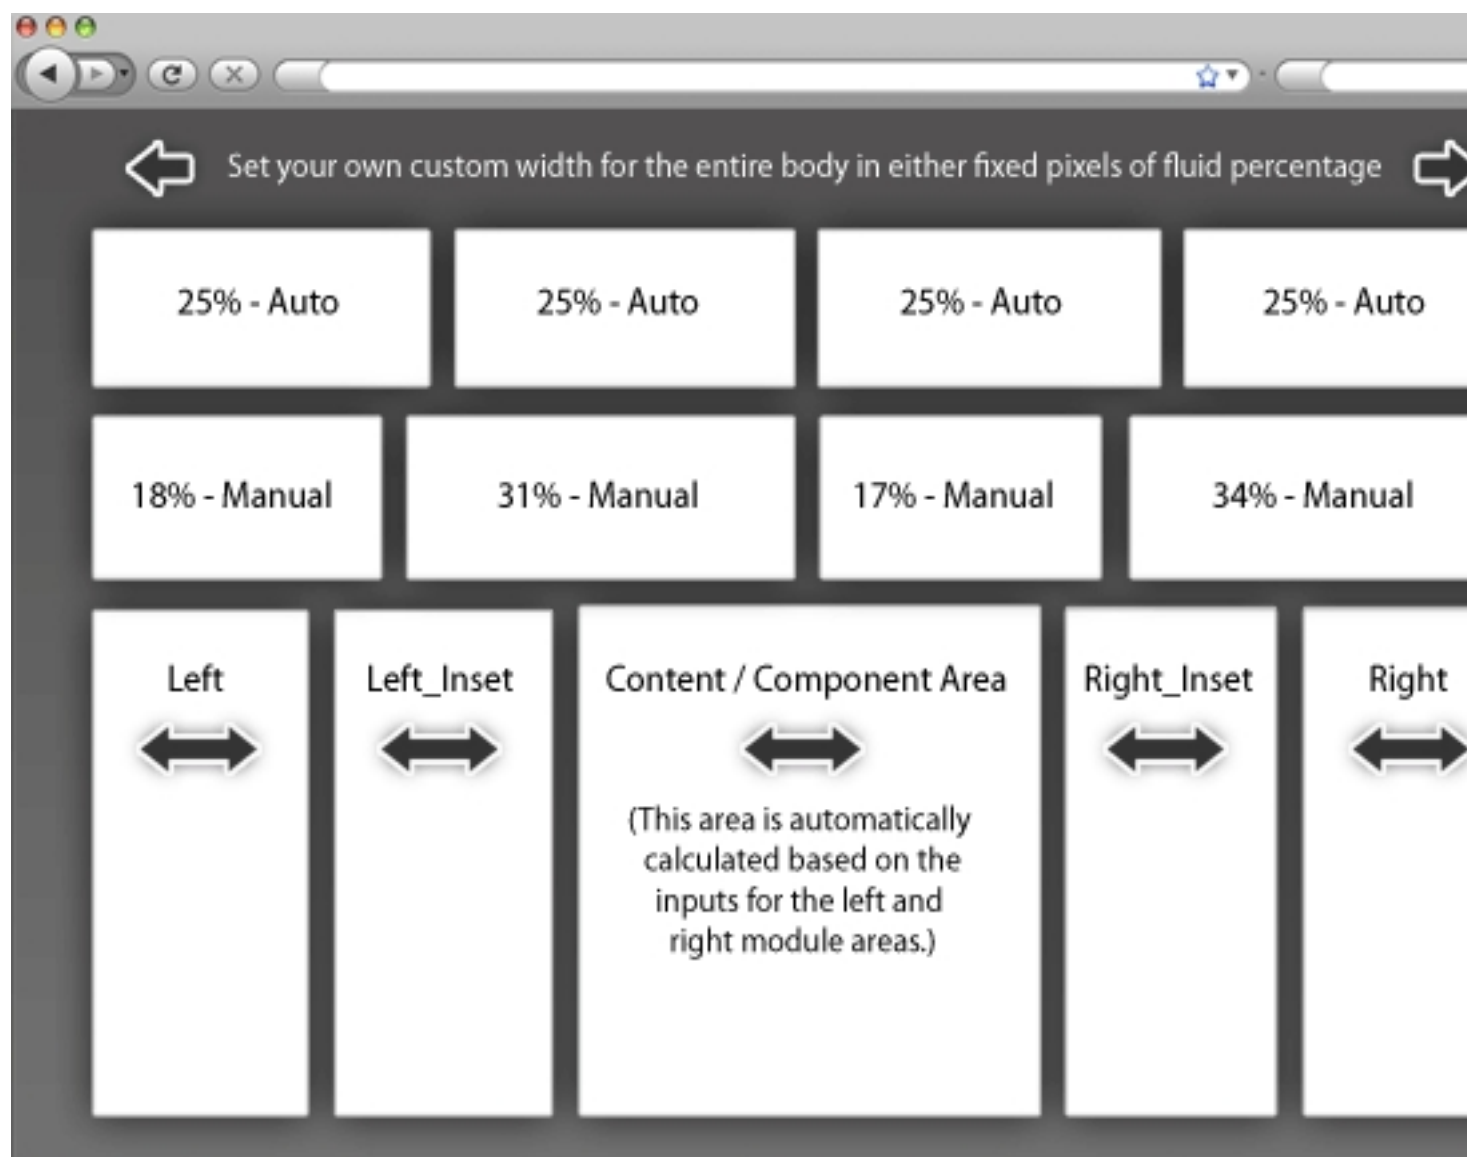 Set your own custom width for the entire body in either fixed pixels of fluid percentage
25% - Auto
25% - Auto
25% - Auto
25% - Auto
18% - Manual
31% - Manual
17% - Manual
34% - Manual
Left
Left_Inset
Content / Component Area
(This area is automatically
calculated based on the
inputs for the left and
right module areas.)
Right_Inset
Right